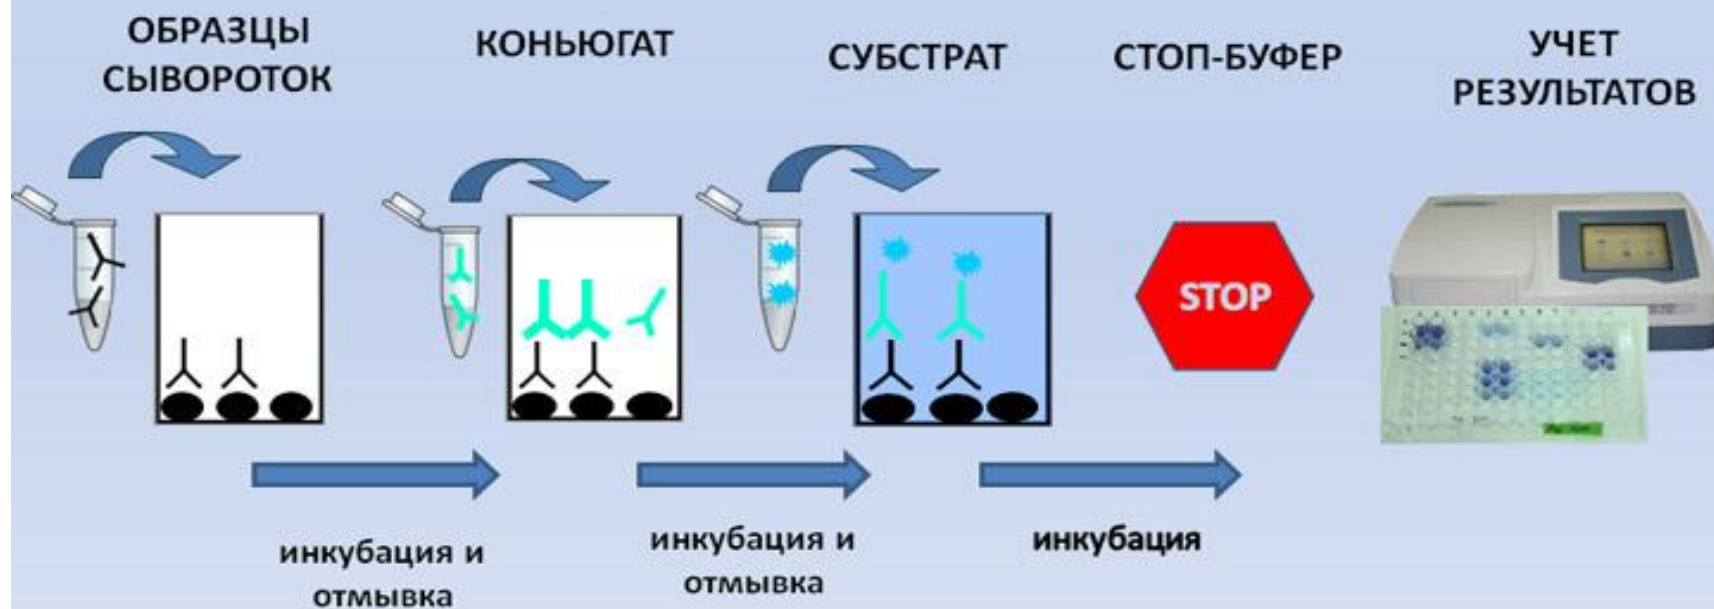 ОБРАЗЦЫ
СЫВОРОТОК
КОНЬЮГАТ
СУБСТРАТ
СТОП-БУФЕР
УЧЕТ
РЕЗУЛЬТАТОВ
STOP
инкубация и
отмывка
инкубация и
отмывка
инкубация